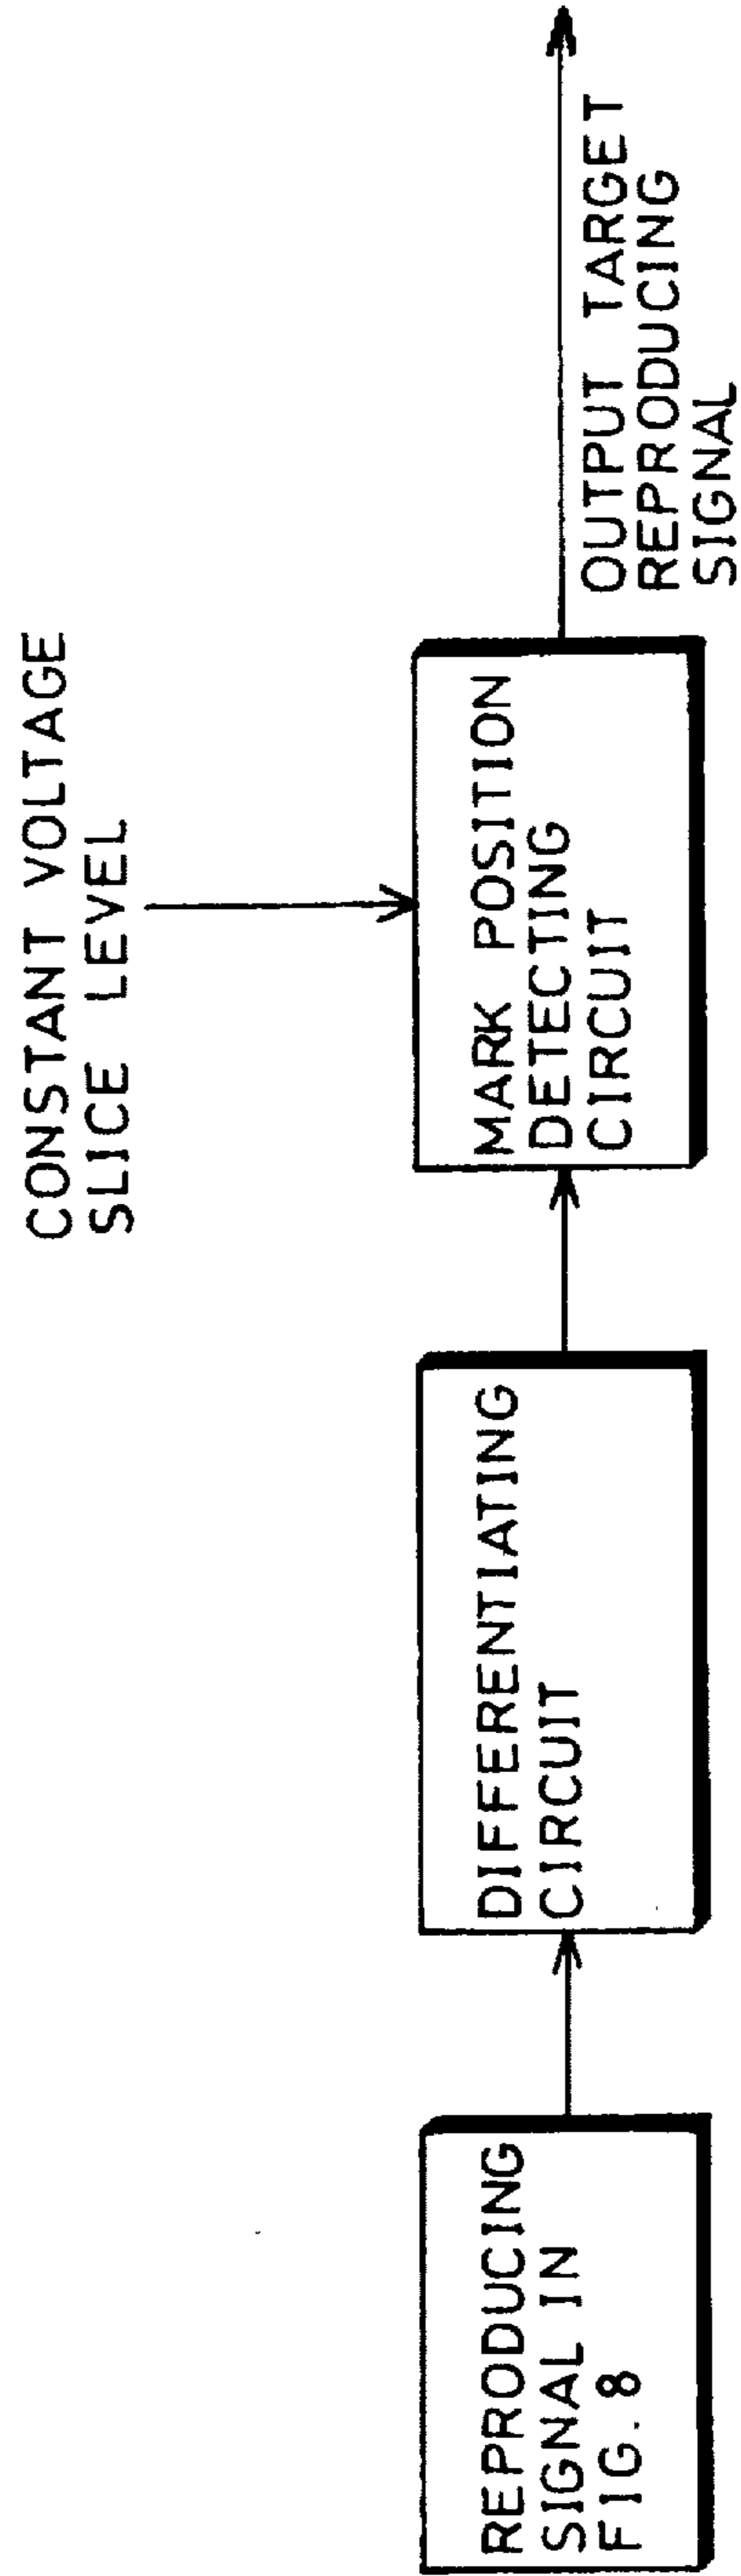 CONSTANT VOLTAGE
SLICE LEVEL
REPRODUCING
SIGNAL IN
FIG. 8
DIFFERENTIATING
CIRCUIT
MARK POSITION
DETECTING
CIRCUIT
OUTPUT TARGET
REPRODUCING
SIGNAL